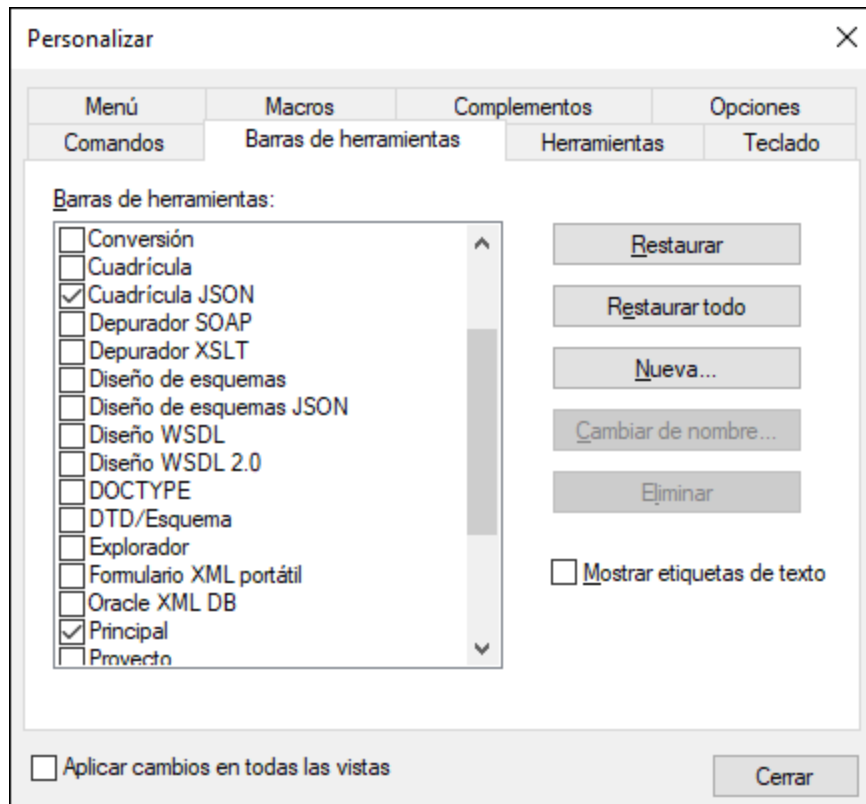 Personalizar
Menú Macros Complementos Opciones
Comandos Barras de herramientas Herramientas Teclado
Barras de herramientas:
Conversión
Cuadrícula
Cuadrícula JSON
Depurador SOAP
Depurador XSLT
Diseño de esquemas
Diseño de esquemas JSON
Diseño WSDL
Diseño WSDL 2.0
DOCTYPE
DTD/Esquema
Explorador
Formulario XML portátil
Oracle XML DB
Principal
Proyecto
Restaurar
Restaurar todo
Nueva...
Cambiar de nombre...
Eliminar
Mostrar etiquetas de texto
Aplicar cambios en todas las vistas
Cerrar